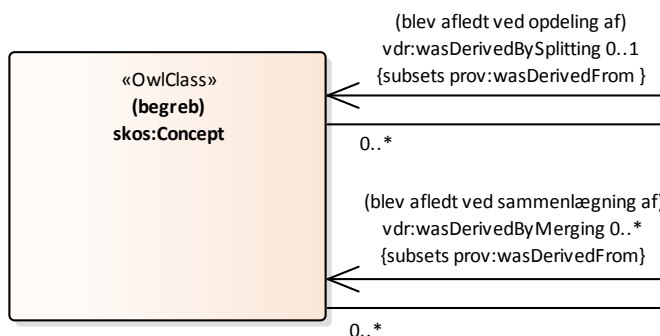 (blev afledt ved opdeling af)
vdr:wasDerivedBySplitting 0..1
{subsets prov:wasDerivedFrom }
«OwlClass»
(begreb)
skos:Concept
0..*
(blev afledt ved sammenlægning af)
vdr:wasDerivedByMerging 0..*
{subsets prov:wasDerivedFrom}
0..*